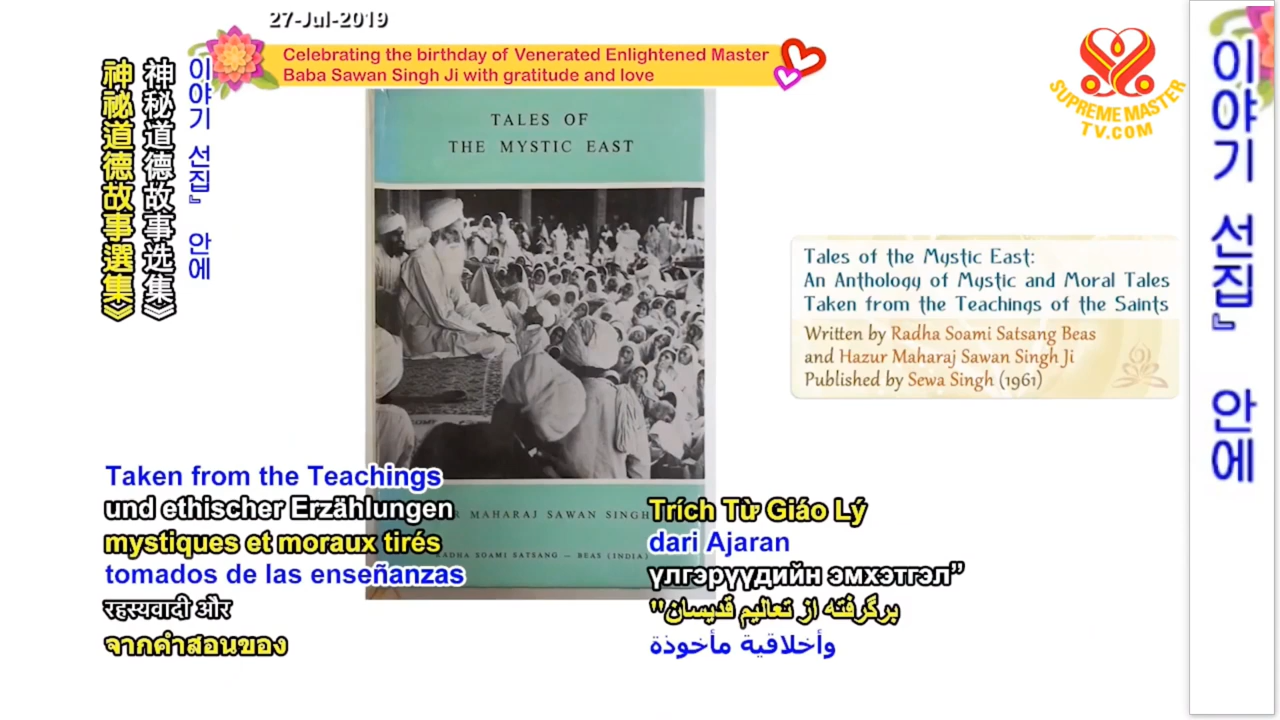 27-Jul-2019
Celebrating the birthday of Venerated Enlightened Master
Baba Sawan Singh Ji with gratitude and love
SUPREME MASTER
TV.COM
神祕道德故事選集》
神秘道德故事选集》
이야기 선집』 안에
TALES OF
THE MYSTIC EAST
Tales of the Mystic East:
An Anthology of Mystic and Moral Tales
Taken from the Teachings of the Saints
Written by Radha Soami Satsang Beas
and Hazur Maharaj Sawan Singh Ji
Published by Sewa Singh (1961)
MAHARAJ SAWAN SINGH
RADHA SOAMI SATSANG — BEAS (INDIA)
Taken from the Teachings
und ethischer Erzählungen
mystiques et moraux tirés
tomados de las enseñanzas
रहस्यवादी और
จากคำสอนของ
Trích Từ Giáo Lý
dari Ajaran
үлгэрүүдийн эмхэтгэл”
برگرفته از تعالیم قدیسان"
وأخلاقية مأخوذة
이야기 선집』 안에